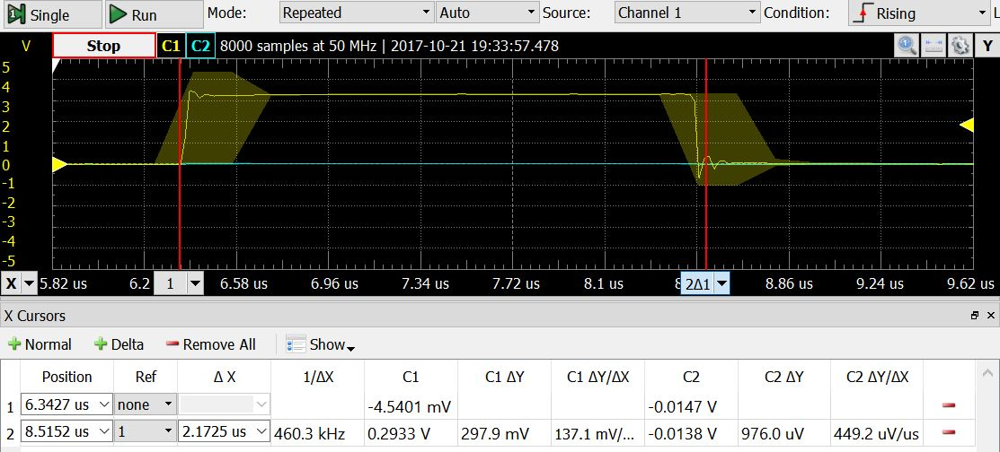 Single Run Mode: Repeated Auto Source: Channel 1 Condition: Rising L
V Stop C1 C2 8000 samples at 50 MHz | 2017-10-21 19:33:57.478 Y
5
4
3
2
1
0
-1
-2
-3
-4
-5
X 5.82 us 6.2 1 6.58 us 6.96 us 7.34 us 7.72 us 8.1 us 8 2Δ1 8.86 us 9.24 us 9.62 us
X Cursors
Normal Delta Remove All Show
Position Ref Δ X 1/ΔX C1 C1 ΔY C1 ΔY/ΔX C2 C2 ΔY C2 ΔY/ΔX
1 6.3427 us none -4.5401 mV -0.0147 V
2 8.5152 us 1 2.1725 us 460.3 kHz 0.2933 V 297.9 mV 137.1 mV/... -0.0138 V 976.0 uV 449.2 uV/us